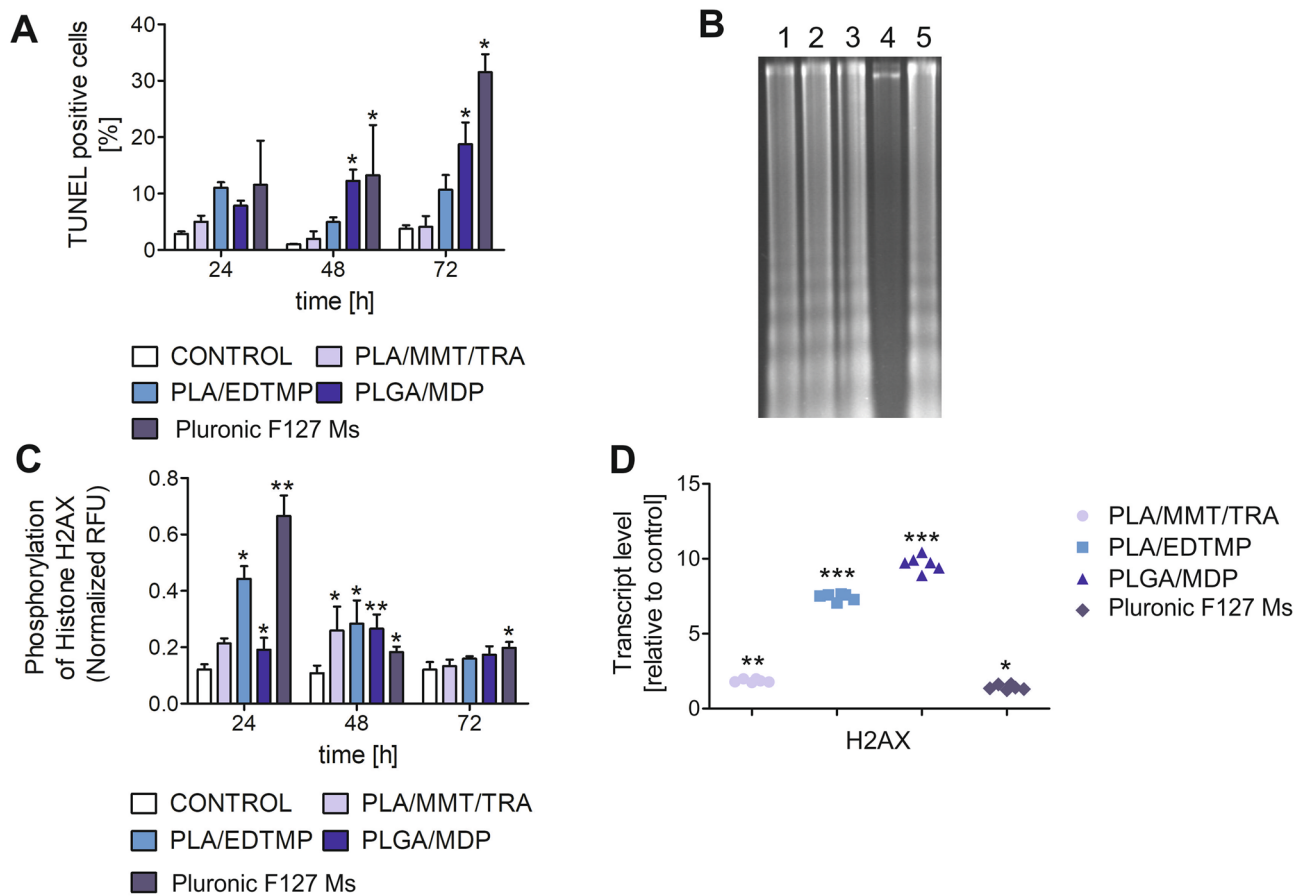 A
TUNEL positive cells
[%]
40
30
20
10
0
* * * *
24 48 72
time [h]
CONTROL PLA/MMT/TRA
PLA/EDTMP PLGA/MDP
Pluronic F127 Ms
B
1 2 3 4 5
C
Phosphorylation
of Histone H2AX
(Normalized RFU)
0.8
0.6
0.4
0.2
0.0
* * ** * * ** * *
24 48 72
time [h]
CONTROL PLA/MMT/TRA
PLA/EDTMP PLGA/MDP
Pluronic F127 Ms
D
Transcript level
[relative to control]
15
10
5
0
** *** *** *
H2AX
PLA/MMT/TRA
PLA/EDTMP
PLGA/MDP
Pluronic F127 Ms